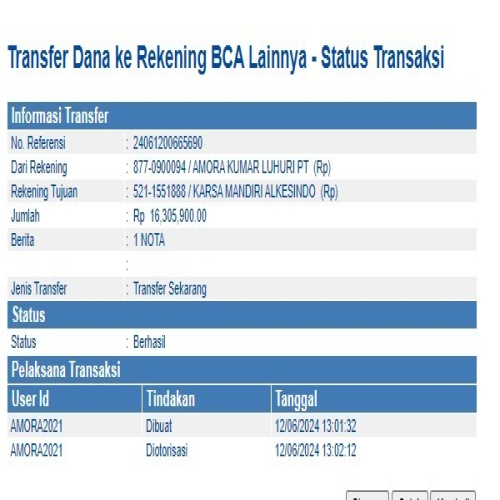 Transfer Dana ke Rekening BCA Lainnya - Status Transaksi
Informasi Transfer
No. Referensi : 24061200665690
Dari Rekening : 877-0900094 / AMORA KUMAR LUHURI PT (Rp)
Rekening Tujuan : 521-1551888 / KARSA MANDIRI ALKESINDO (Rp)
Jumlah : Rp 16,305,900.00
Berita : 1 NOTA
:
Jenis Transfer : Transfer Sekarang
Status
Status : Berhasil
Pelaksana Transaksi
User Id Tindakan Tanggal
AMORA2021 Dibuat 12/06/2024 13:01:32
AMORA2021 Diotorisasi 12/06/2024 13:02:12